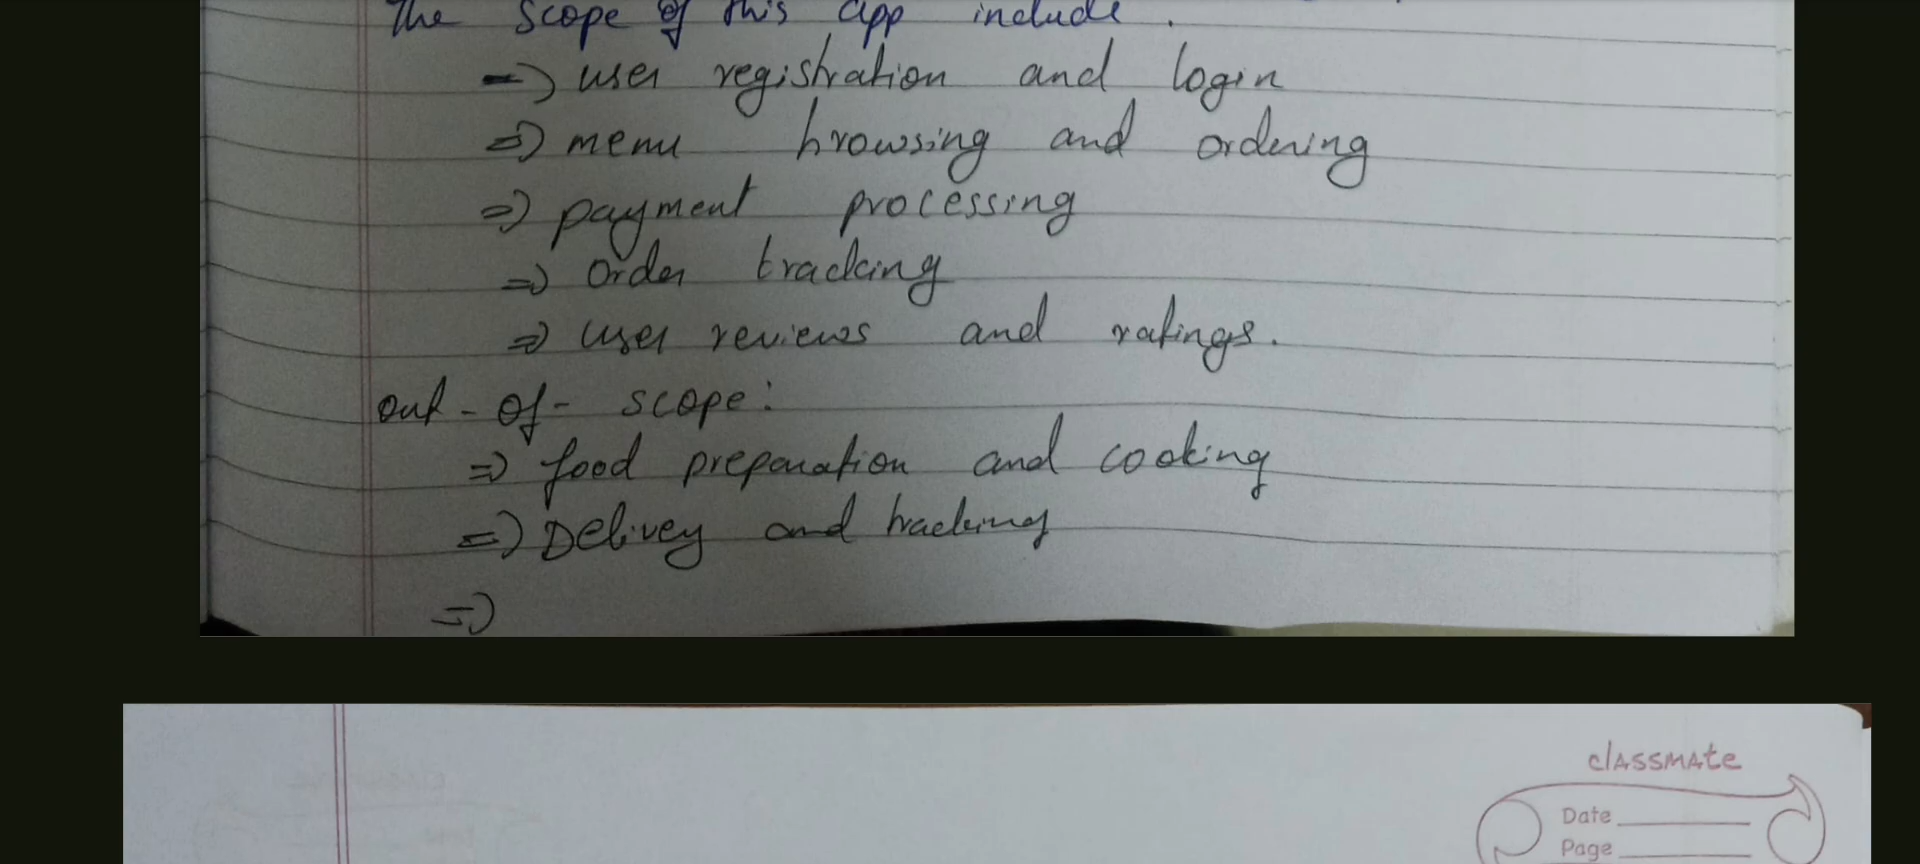 The scope of this app include.
=> user registration and login
=> menu browsing and ordering
=> payment processing
=> Order tracking
=> user reviews and ratings.
out-of-scope:
=> food preparation and cooking
=> Delivey and tracking
=>
classmate
Date
Page